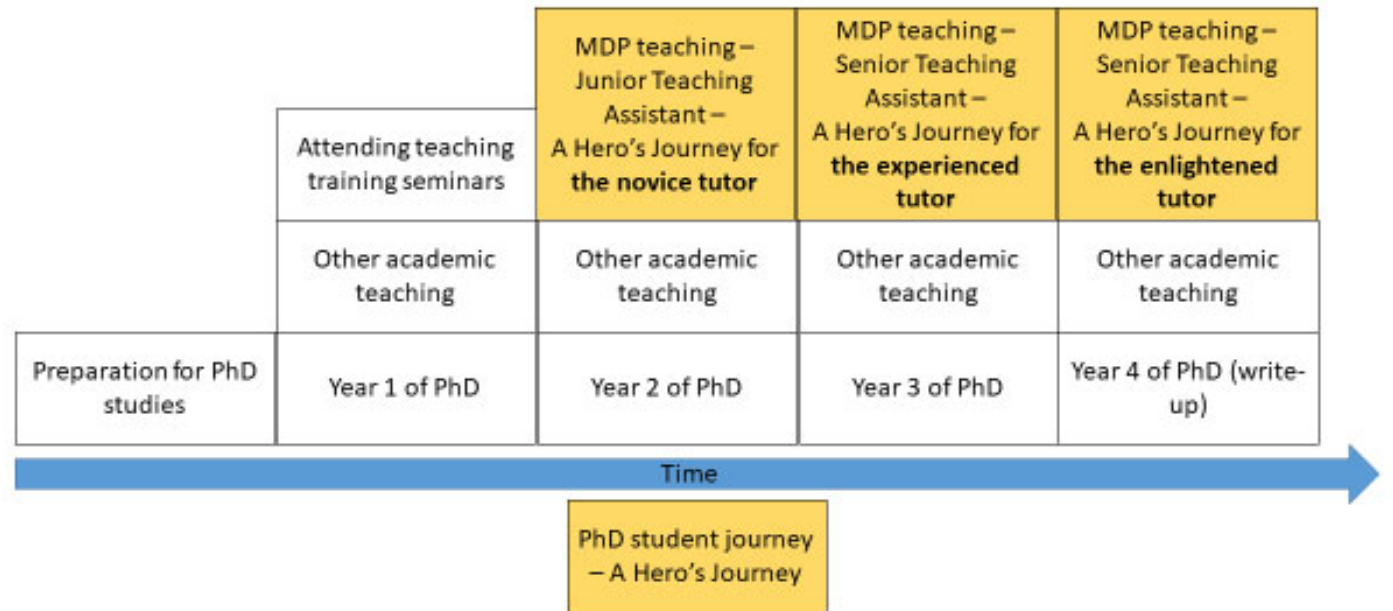 MDP teaching –
Junior Teaching
Assistant –
A Hero's Journey for
the novice tutor
MDP teaching –
Senior Teaching
Assistant –
A Hero's Journey for
the experienced
tutor
MDP teaching –
Senior Teaching
Assistant –
A Hero's Journey for
the enlightened
tutor
Attending teaching
training seminars
Other academic
teaching
Other academic
teaching
Other academic
teaching
Other academic
teaching
Preparation for PhD
studies
Year 1 of PhD
Year 2 of PhD
Year 3 of PhD
Year 4 of PhD (write-
up)
Time
PhD student journey
– A Hero's Journey